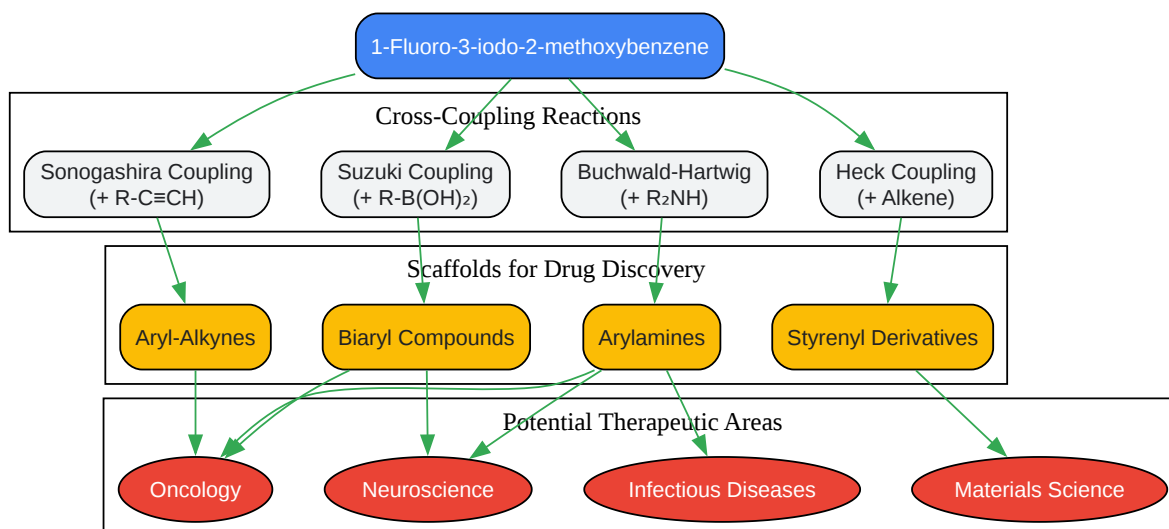 1-Fluoro-3-iodo-2-methoxybenzene
Cross-Coupling Reactions
Sonogashira Coupling
(+ R-C≡CH)
Suzuki Coupling
(+ R-B(OH)₂)
Buchwald-Hartwig
(+ R₂NH)
Heck Coupling
(+ Alkene)
Scaffolds for Drug Discovery
Aryl-Alkynes
Biaryl Compounds
Arylamines
Styrenyl Derivatives
Potential Therapeutic Areas
Oncology
Neuroscience
Infectious Diseases
Materials Science